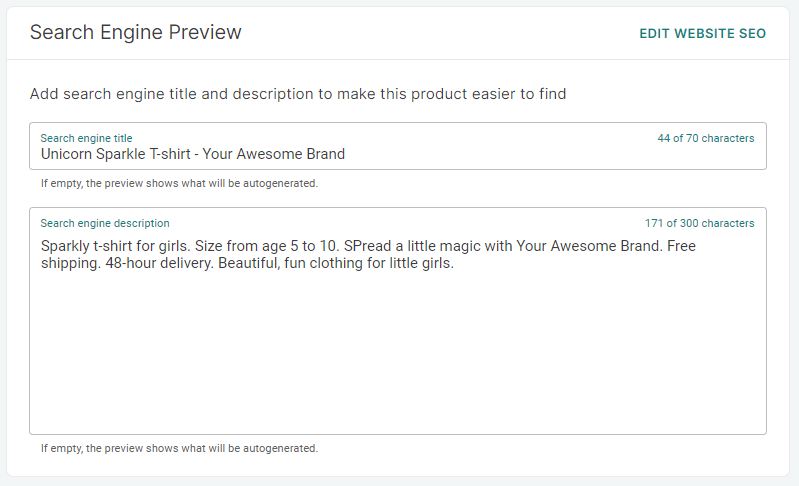 Search Engine Preview
EDIT WEBSITE SEO
Add search engine title and description to make this product easier to find
Search engine title
44 of 70 characters
Unicorn Sparkle T-shirt - Your Awesome Brand
If empty, the preview shows what will be autogenerated.
Search engine description
171 of 300 characters
Sparkly t-shirt for girls. Size from age 5 to 10. SPread a little magic with Your Awesome Brand. Free
shipping. 48-hour delivery. Beautiful, fun clothing for little girls.
If empty, the preview shows what will be autogenerated.